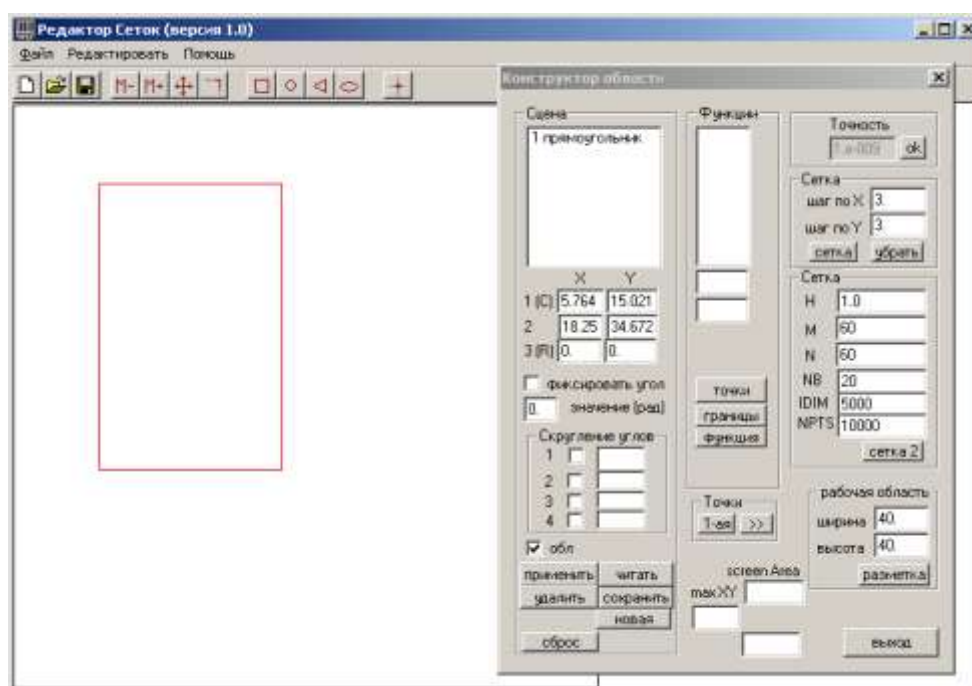 Редактор Сеток (версия 1.0)
Файл Редактировать Помощь
M- M+
Конструктор области
Сцена
1 прямоугольник
X Y
1 (C) 5.764 15.021
2 18.25 34.672
3 (R) 0. 0.
фиксировать угол
0. значение (рад)
Скругление углов
1
2
3
4
обл
применить читать
удалить сохранить
новая
сброс
Функции
точки
границы
функция
Точки
1-ая >>
screen Area
max XY
Точность
1.e-005 ok
Сетка
шаг по X 3.
шаг по Y 3.
сетка убрать
Сетка
H 1.0
M 60
N 60
NB 20
IDIM 5000
NPTS 10000
сетка 2
рабочая область
ширина 40.
высота 40.
разметка
выход